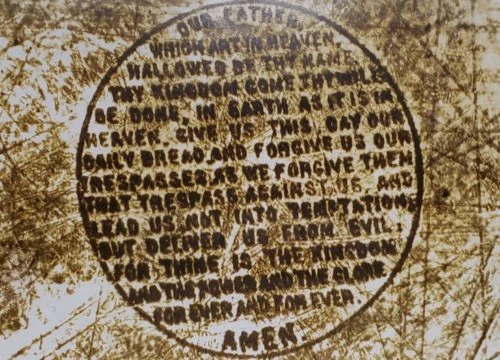 OUR FATHER,
WHICH ART IN HEAVEN,
HALLOWED BE THY NAME
THY KINGDOM COME THY WILL
BE DONE, IN EARTH AS IT IS IN
HEAVEN. GIVE US THIS DAY OUR
DAILY BREAD, AND FORGIVE US OUR
TRESPASSES AS WE FORGIVE THEM
THAT TRESPASS AGAINST US AND
LEAD US NOT INTO TEMPTATIONS
BUT DELIVER US FROM EVIL.
FOR THINE IS THE KINGDOM
AND THE POWER AND THE GLORY
FOR EVER AND FOR EVER.
AMEN.